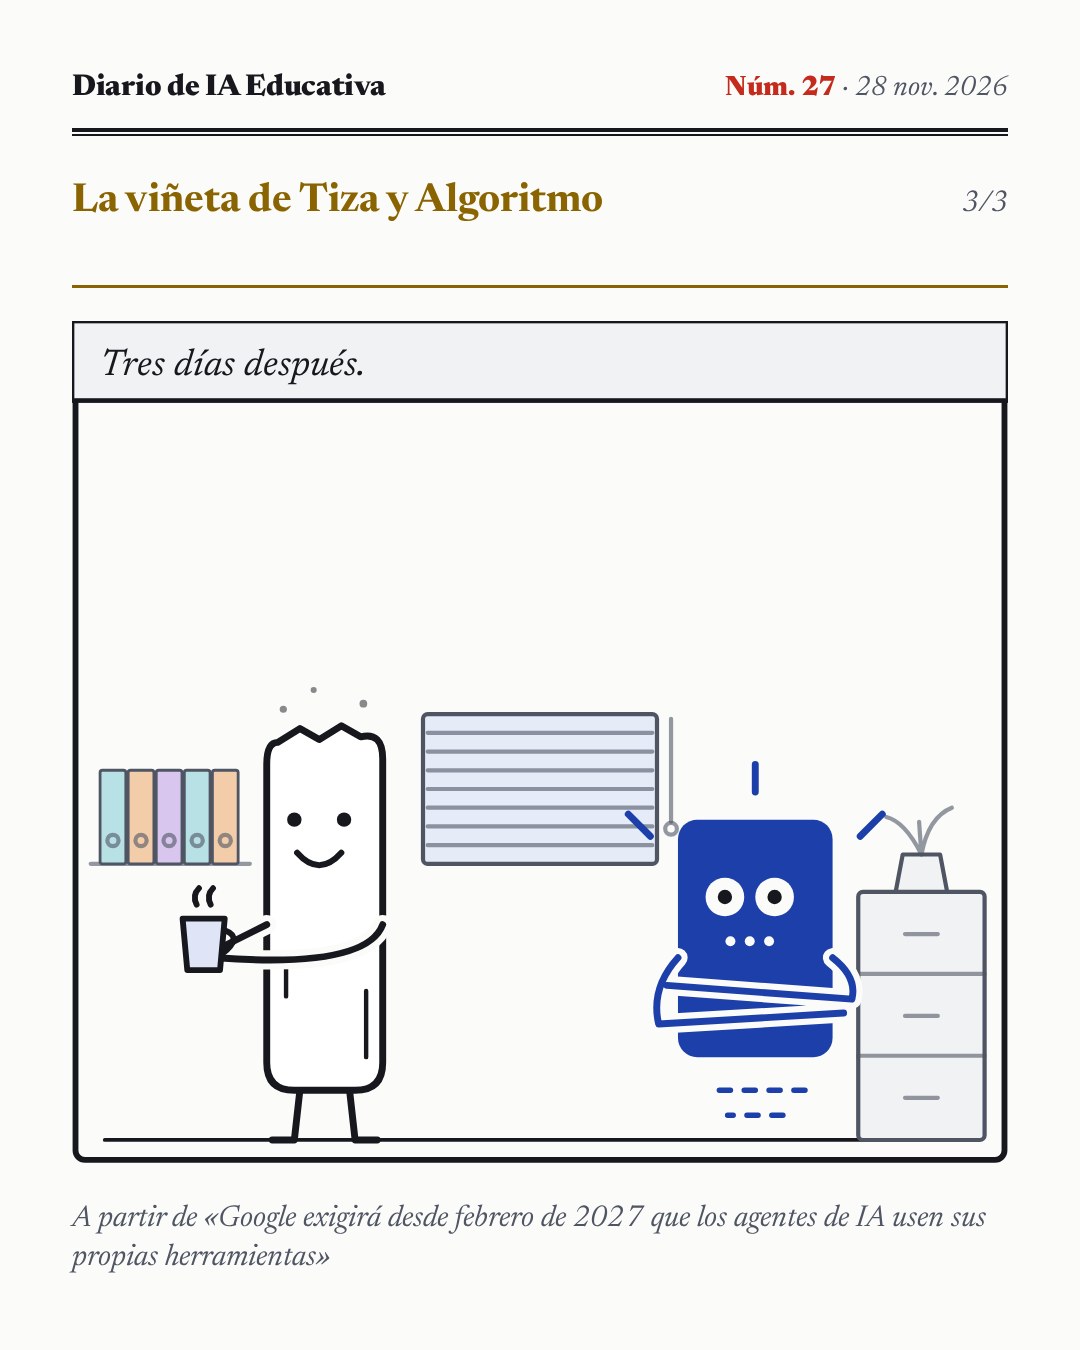 Diario de IA Educativa
Núm. 27 · 28 nov. 2026
La viñeta de Tiza y Algoritmo
3/3
Tres días después.
A partir de «Google exigirá desde febrero de 2027 que los agentes de IA usen sus
propias herramientas»